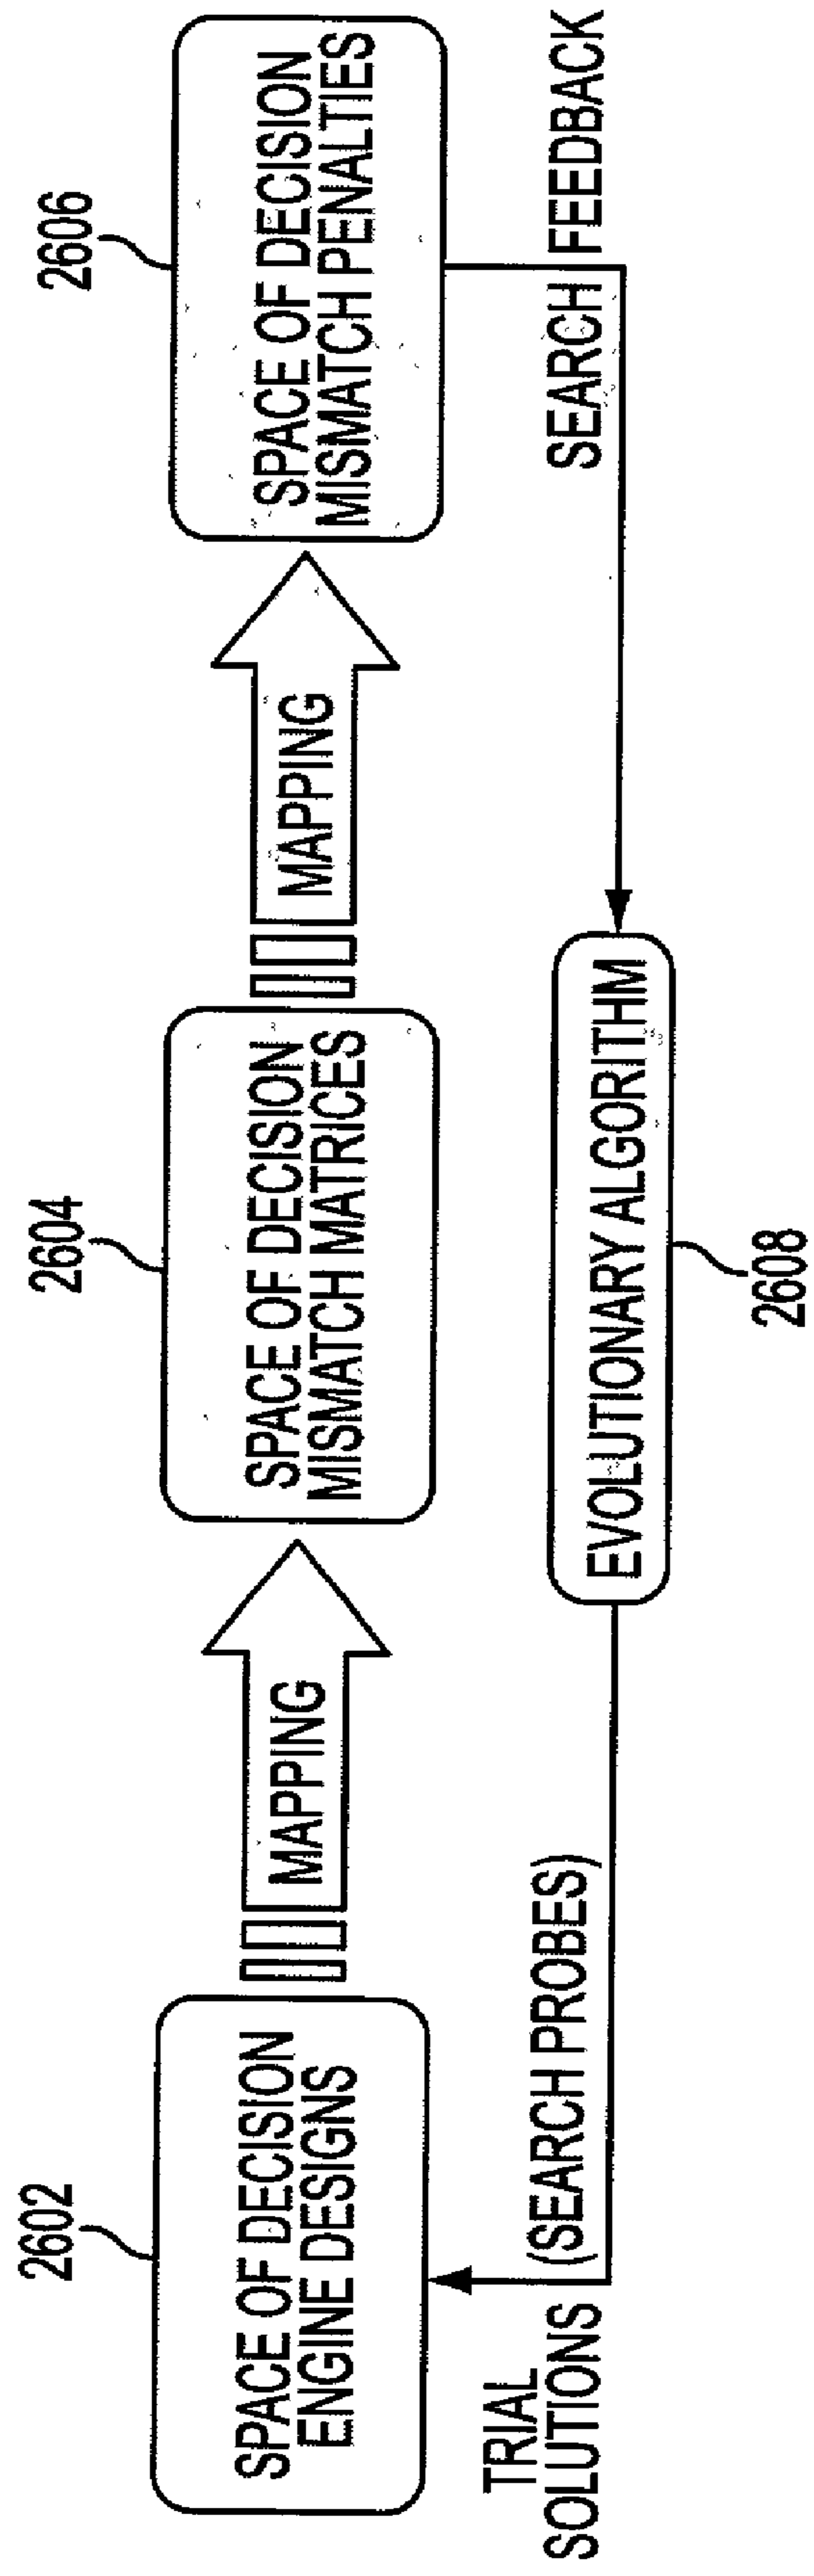 2602
SPACE OF DECISION
ENGINE DESIGNS
MAPPING
2604
SPACE OF DECISION
MISMATCH MATRICES
MAPPING
2606
SPACE OF DECISION
MISMATCH PENALTIES
TRIAL
SOLUTIONS
(SEARCH PROBES)
EVOLUTIONARY ALGORITHM
2608
SEARCH FEEDBACK